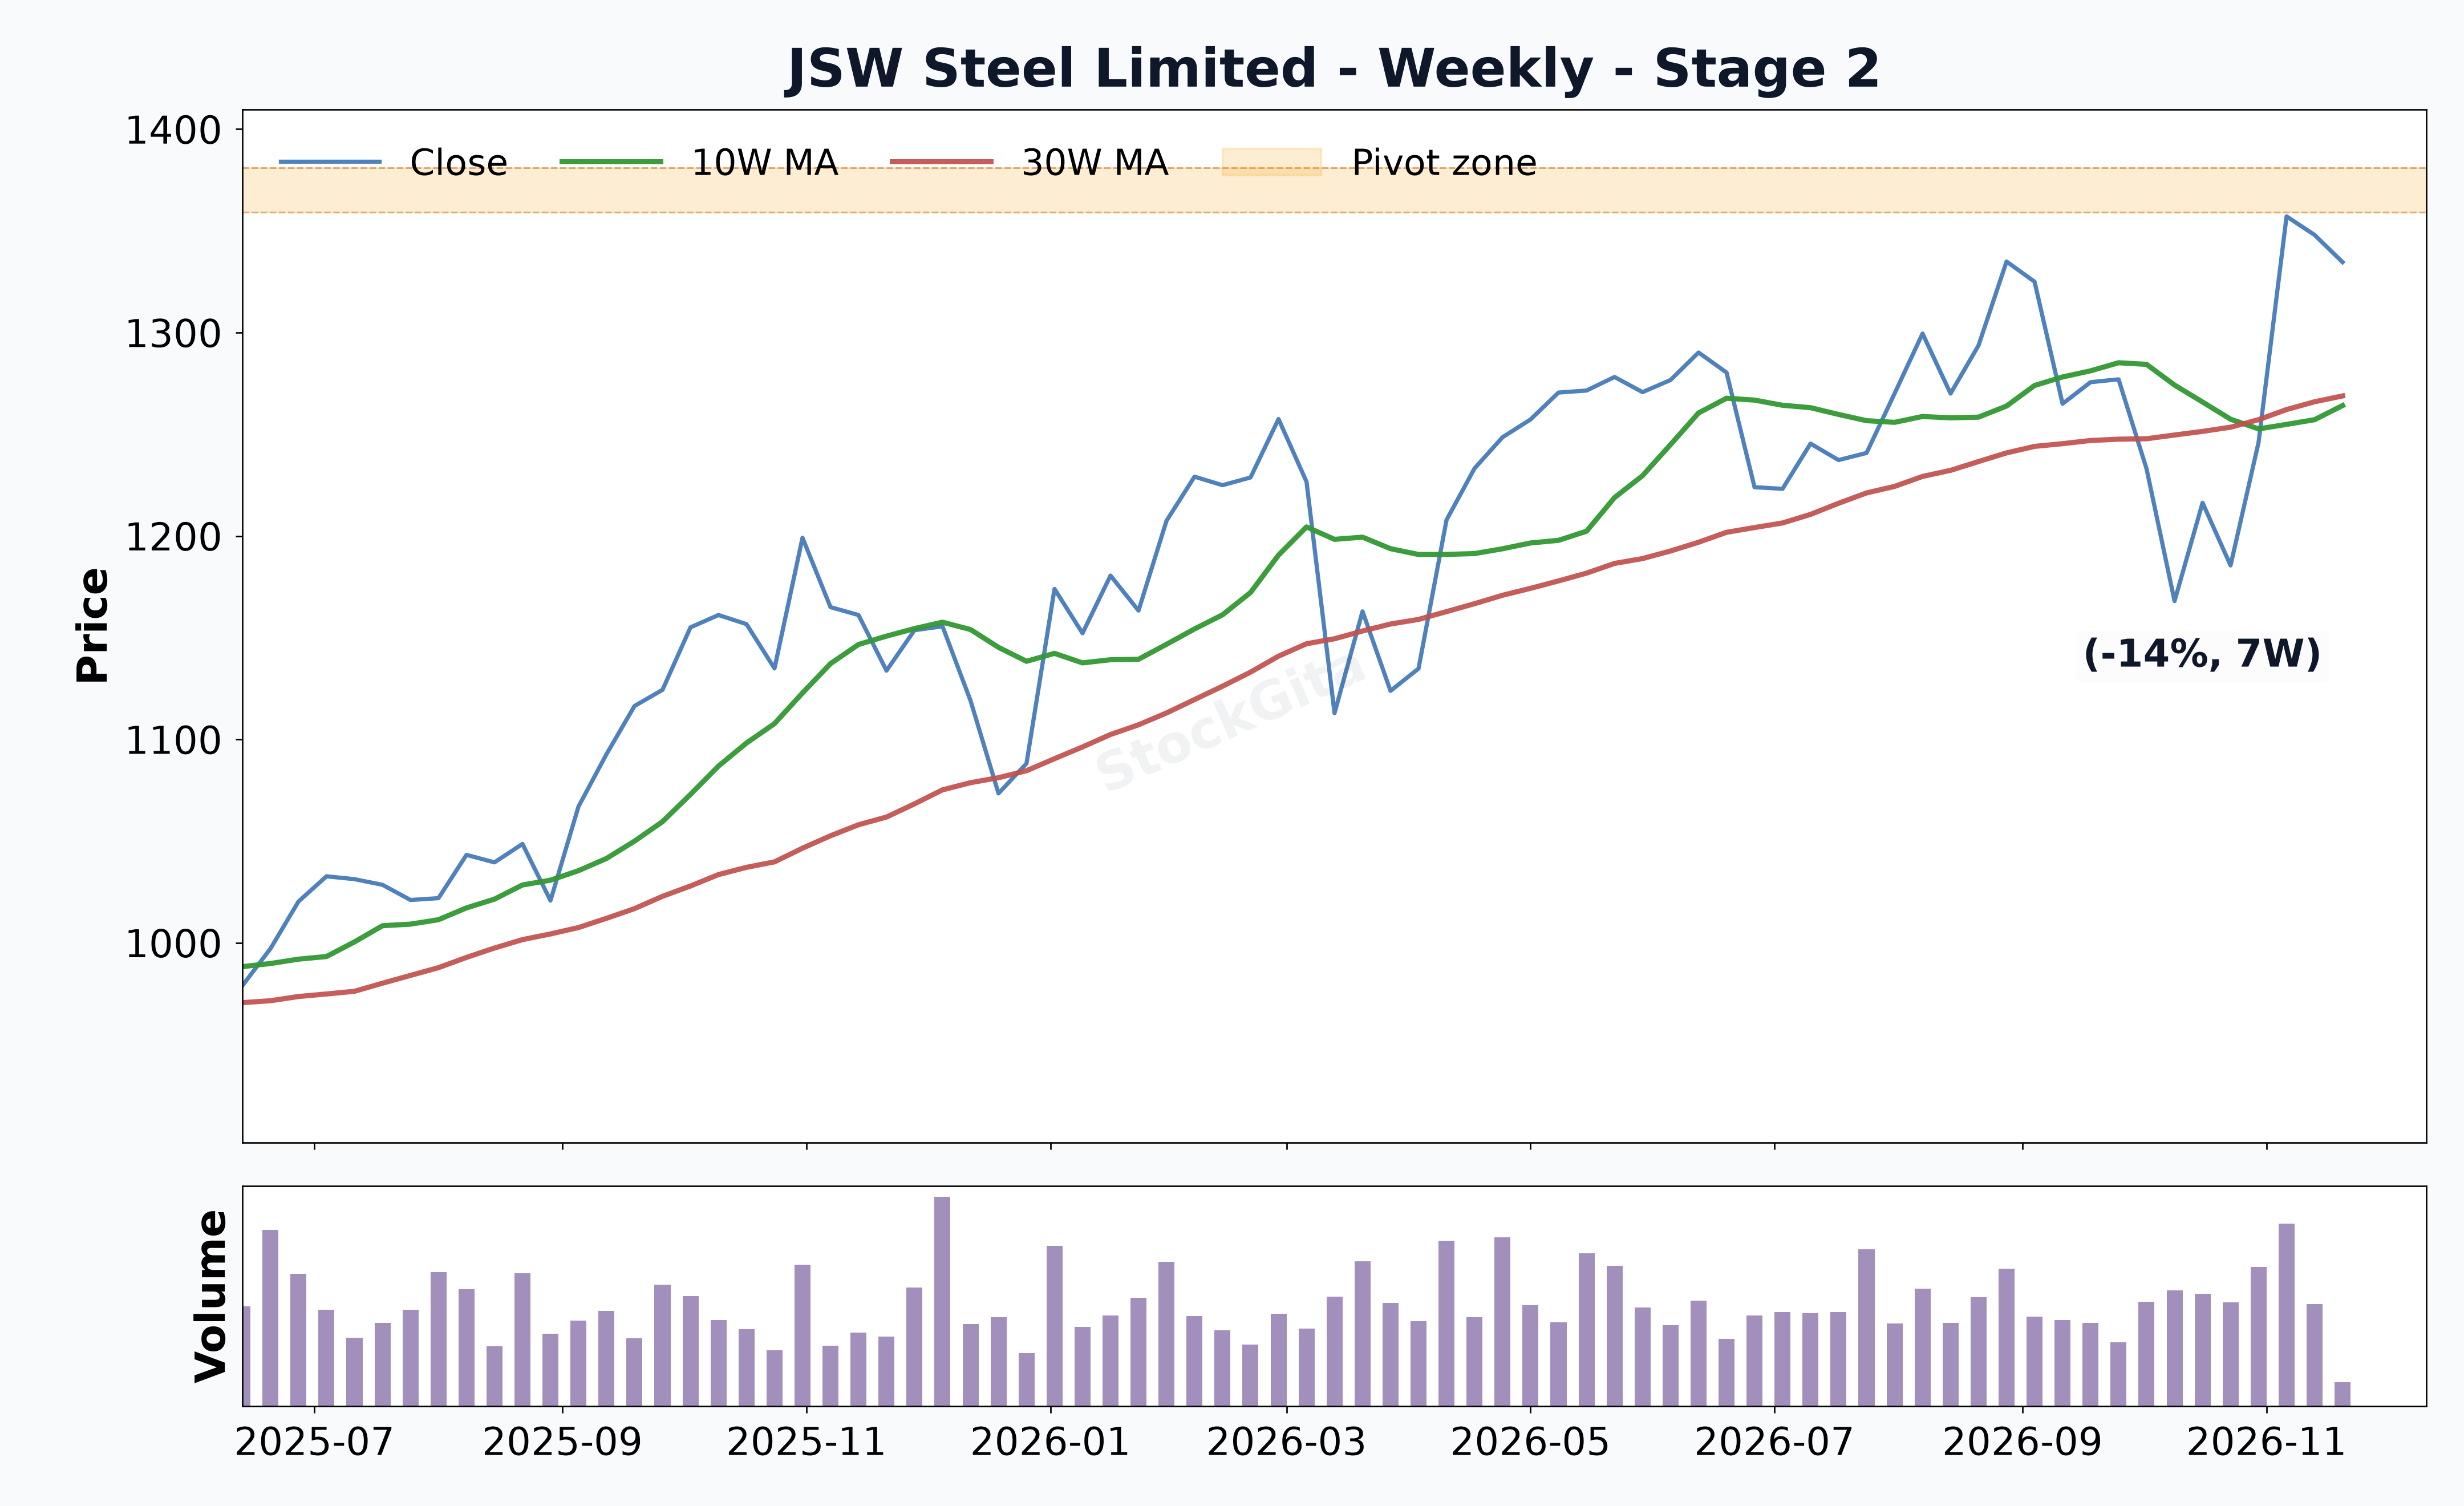 JSW Steel Limited - Weekly - Stage 2
Close 10W MA 30W MA Pivot zone
1400
1300
1200
1100
1000
Price
(-14%, 7W)
StockGita
Volume
2025-07 2025-09 2025-11 2026-01 2026-03 2026-05 2026-07 2026-09 2026-11